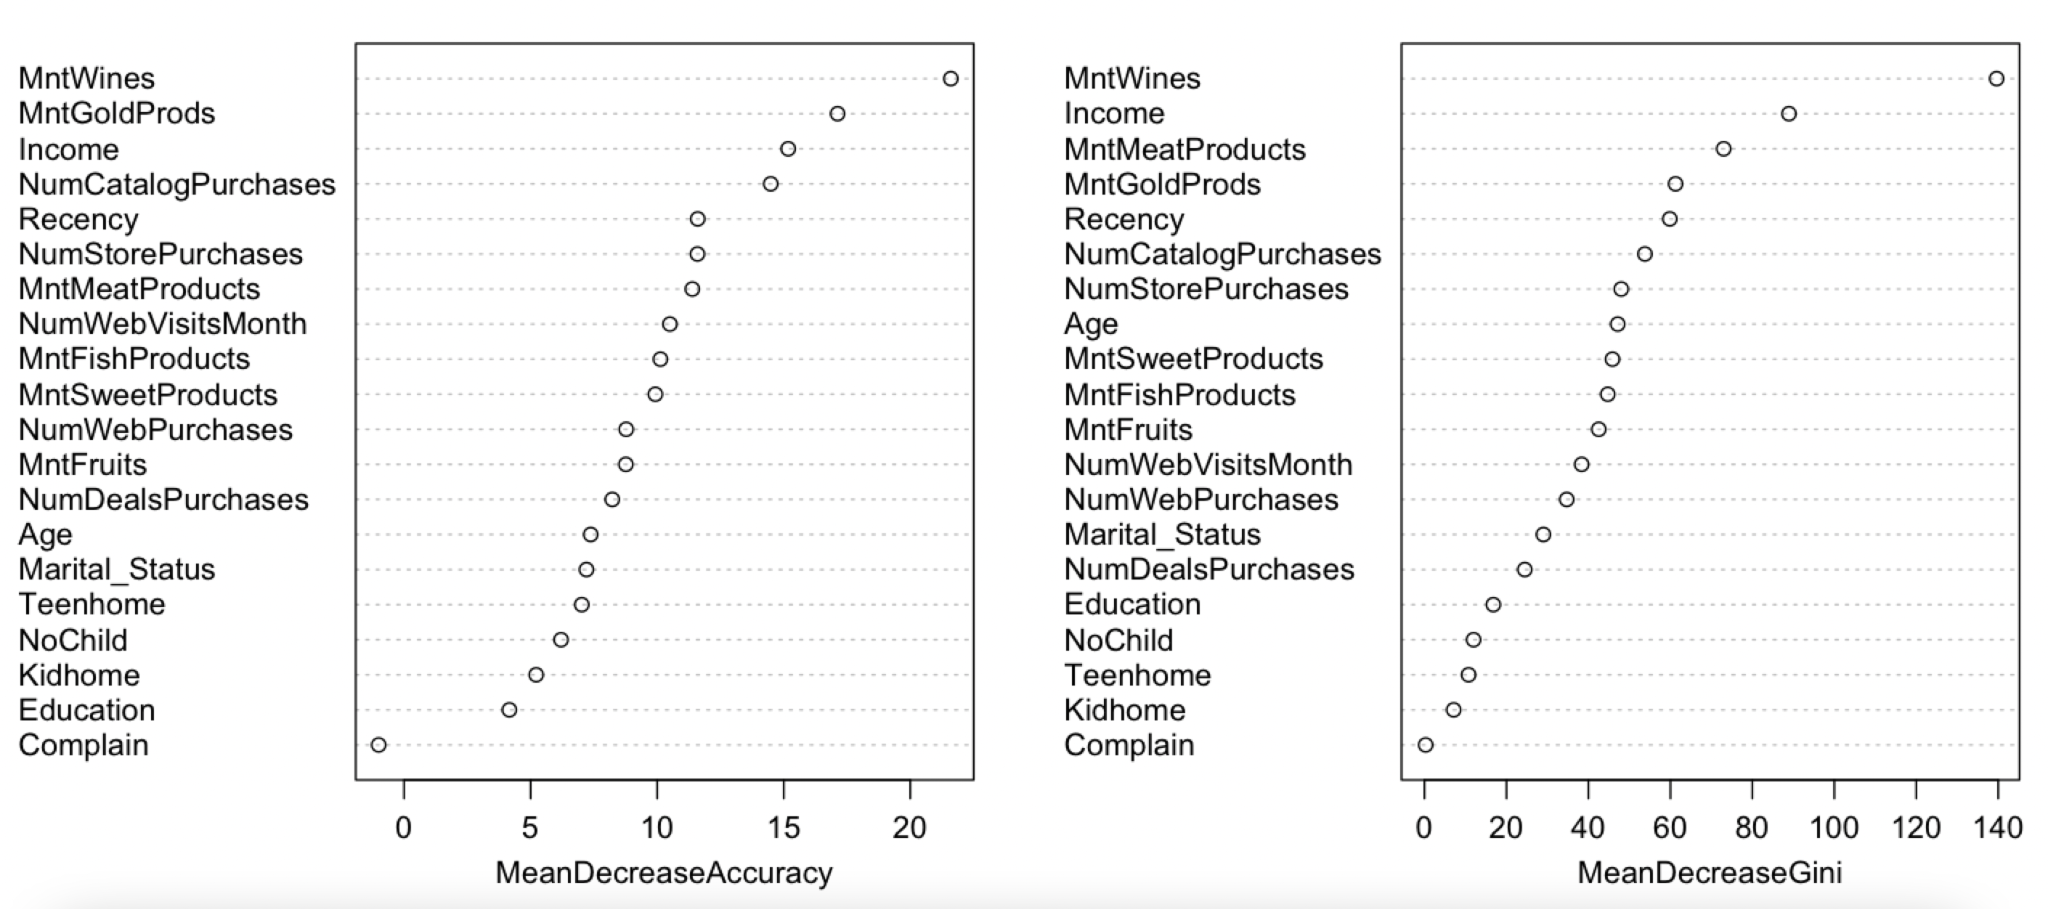 MntWines
MntGoldProds
Income
NumCatalogPurchases
Recency
NumStorePurchases
MntMeatProducts
NumWebVisitsMonth
MntFishProducts
MntSweetProducts
NumWebPurchases
MntFruits
NumDealsPurchases
Age
Marital_Status
Teenhome
NoChild
Kidhome
Education
Complain
0 5 10 15 20
MeanDecreaseAccuracy
MntWines
Income
MntMeatProducts
MntGoldProds
Recency
NumCatalogPurchases
NumStorePurchases
Age
MntSweetProducts
MntFishProducts
MntFruits
NumWebVisitsMonth
NumWebPurchases
Marital_Status
NumDealsPurchases
Education
NoChild
Teenhome
Kidhome
Complain
0 20 40 60 80 100 120 140
MeanDecreaseGini